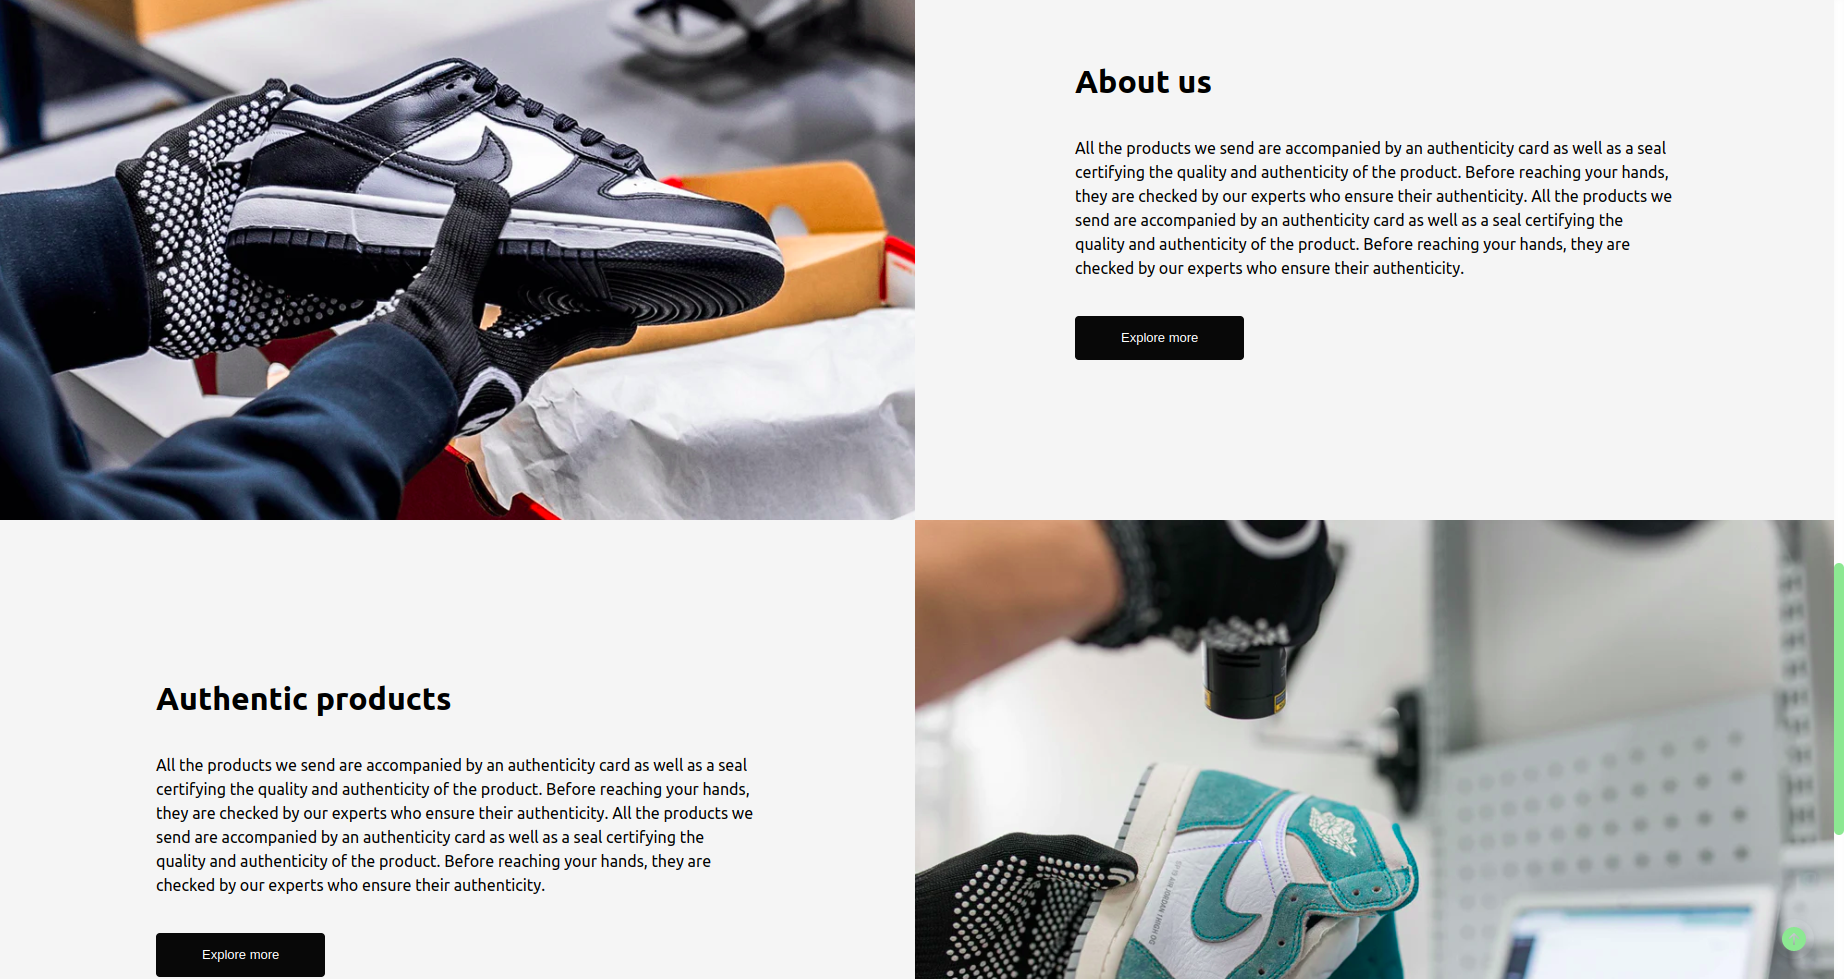 About us
All the products we send are accompanied by an authenticity card as well as a seal
certifying the quality and authenticity of the product. Before reaching your hands,
they are checked by our experts who ensure their authenticity. All the products we
send are accompanied by an authenticity card as well as a seal certifying the
quality and authenticity of the product. Before reaching your hands, they are
checked by our experts who ensure their authenticity.
Explore more
Authentic products
All the products we send are accompanied by an authenticity card as well as a seal
certifying the quality and authenticity of the product. Before reaching your hands,
they are checked by our experts who ensure their authenticity. All the products we
send are accompanied by an authenticity card as well as a seal certifying the
quality and authenticity of the product. Before reaching your hands, they are
checked by our experts who ensure their authenticity.
Explore more
AIR JORDAN 1 HIGH OG